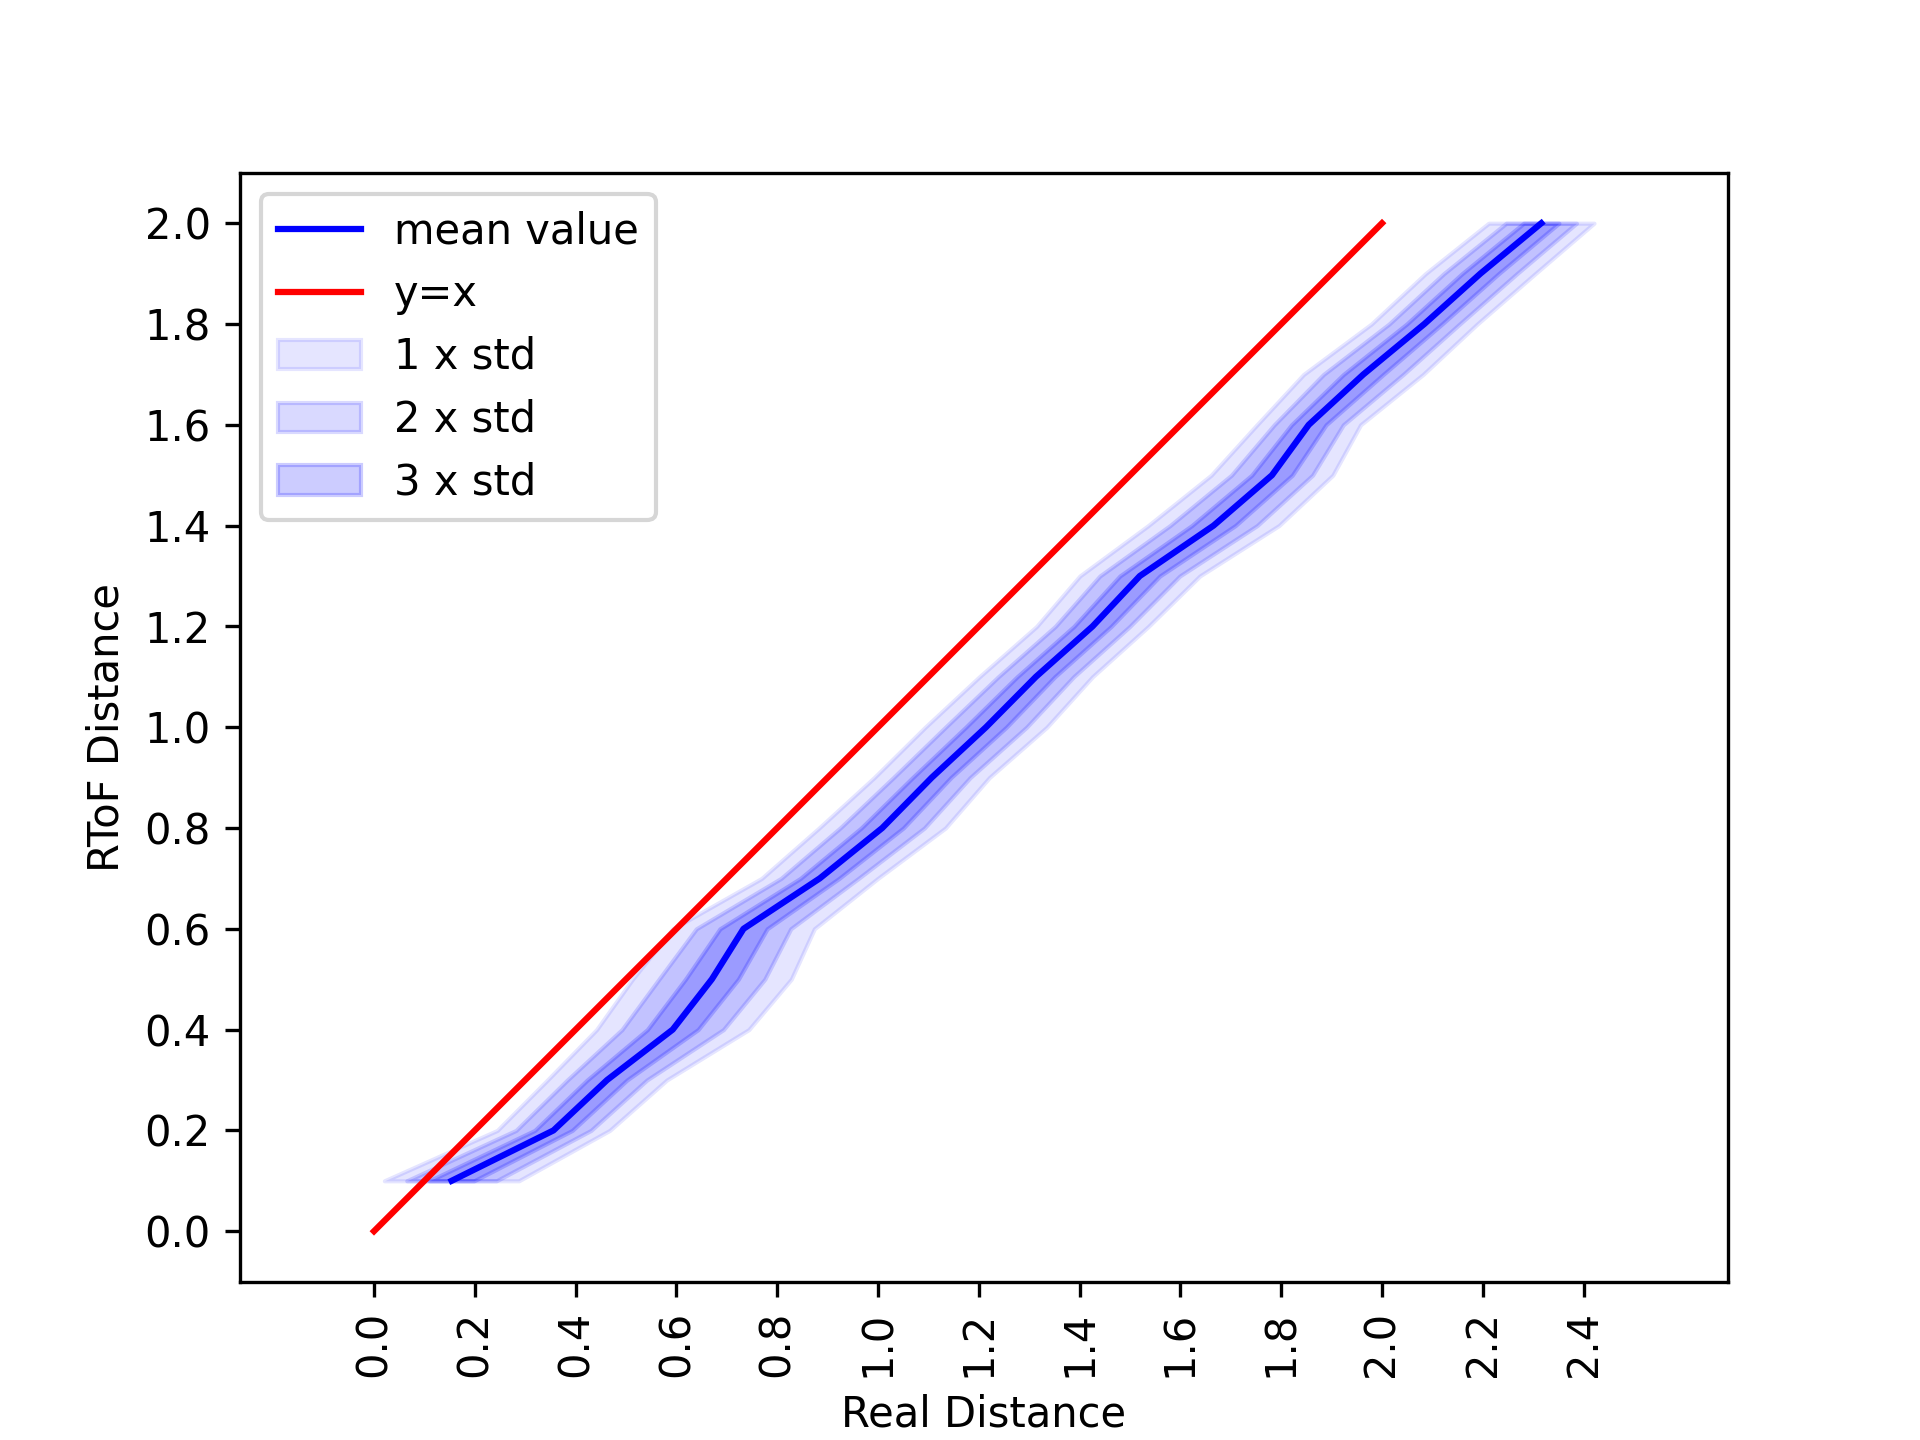 mean value
y=x
1 x std
2 x std
3 x std
RToF Distance
2.0
1.8
1.6
1.4
1.2
1.0
0.8
0.6
0.4
0.2
0.0
0.0 0.2 0.4 0.6 0.8 1.0 1.2 1.4 1.6 1.8 2.0 2.2 2.4
Real Distance